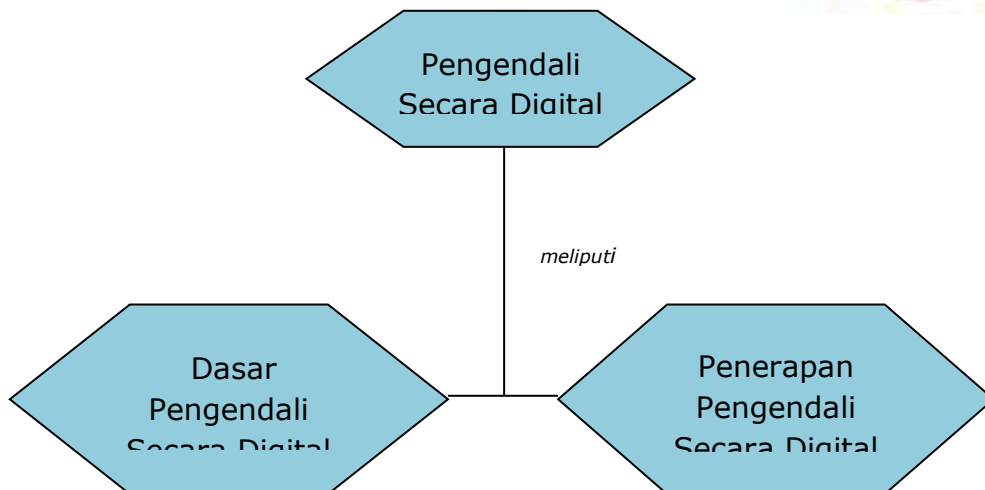 Pengendali
Secara Digital
meliputi
Dasar
Pengendali
Secara Digital
Penerapan
Pengendali
Secara Digital